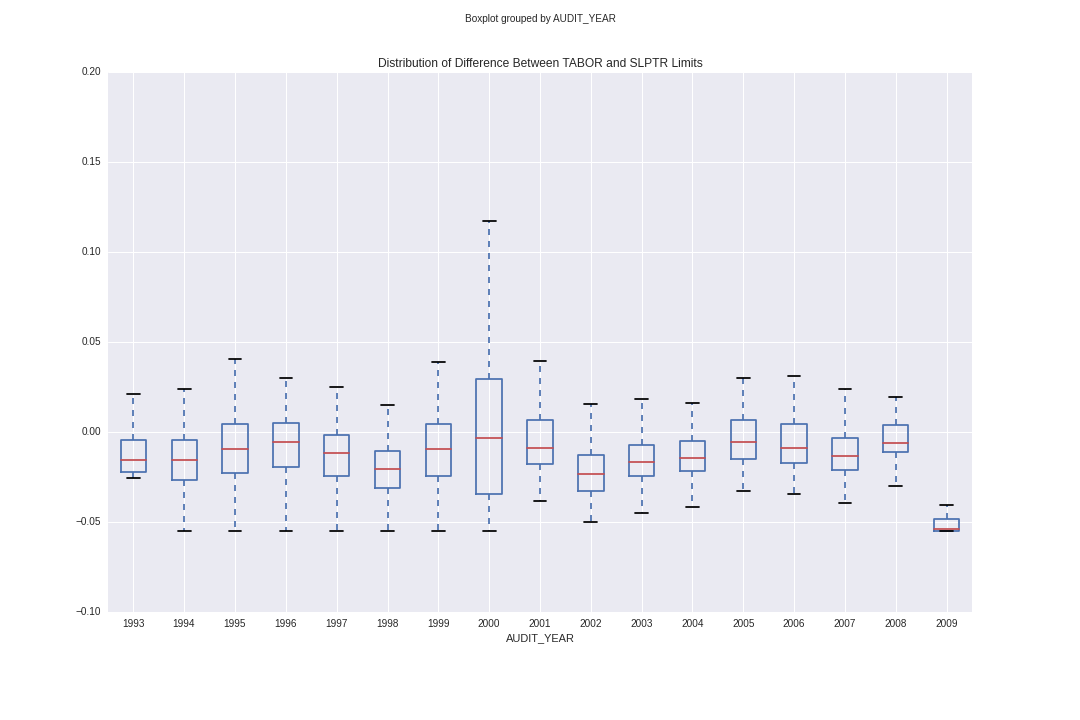 Boxplot grouped by AUDIT_YEAR
Distribution of Difference Between TABOR and SLPTR Limits
0.20
0.15
0.10
0.05
0.00
−0.05
−0.10
1993 1994 1995 1996 1997 1998 1999 2000 2001 2002 2003 2004 2005 2006 2007 2008 2009
AUDIT_YEAR